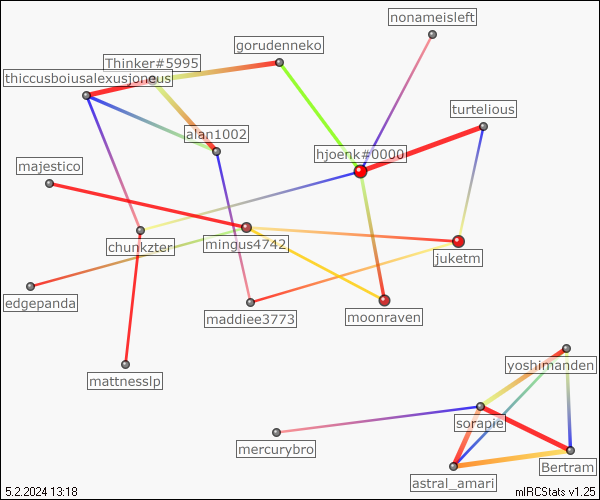 nonameisleft
gorudenneko
Thinker#5995
thiccusboiusalexusjoneus
turtelious
alan1002
hjoenk#0000
majestico
chunkzter
mingus4742
juketm
edgepanda
maddiee3773
moonraven
yoshimanden
mattnesslp
sorapie
mercurybro
Bertram
astral_amari
5.2.2024 13:18
mIRCStats v1.25